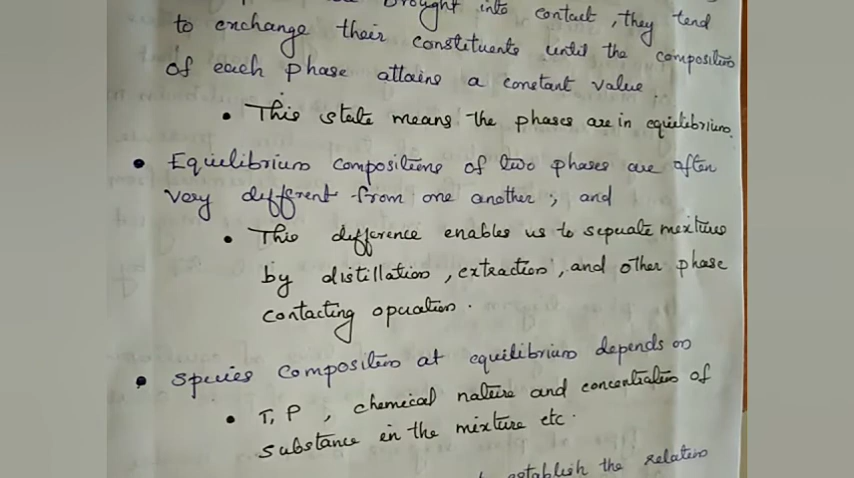 brought into contact, they tend
to exchange their constituents until the composition
of each phase attains a constant value.
• This state means the phases are in equilibrium.
• Equilibrium compositions of two phases are often
very different from one another; and
• This difference enables us to separate mixture
by distillation, extraction, and other phase
contacting operation.
• Species composition at equilibrium depends on
• T, P, chemical nature and concentration of
substance in the mixture etc.
establish the relation